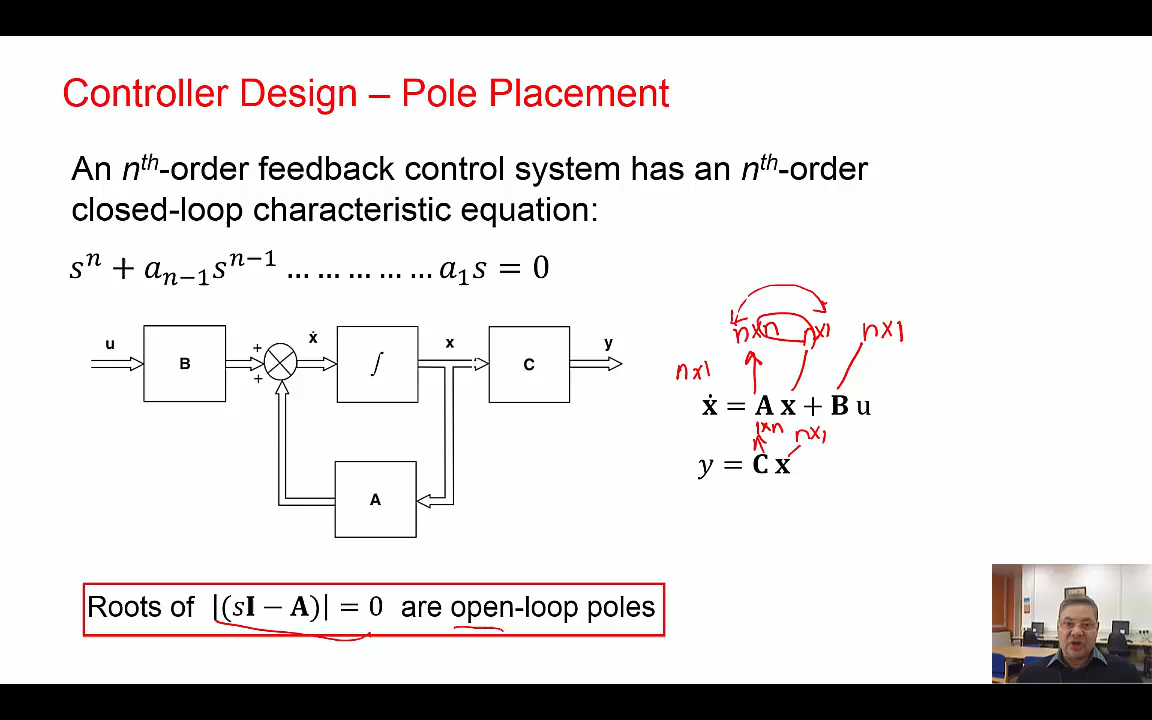 Controller Design – Pole Placement
An nth-order feedback control system has an nth-order
closed-loop characteristic equation:
sⁿ + aₙ₋₁sⁿ⁻¹ … … … … … a₁s = 0
n×n n×1 n×1
n×1
u B + + ẋ ∫ x C y
ẋ = A x + B u
1×n n×1
y = C x
A
Roots of |(sI − A)| = 0 are open-loop poles